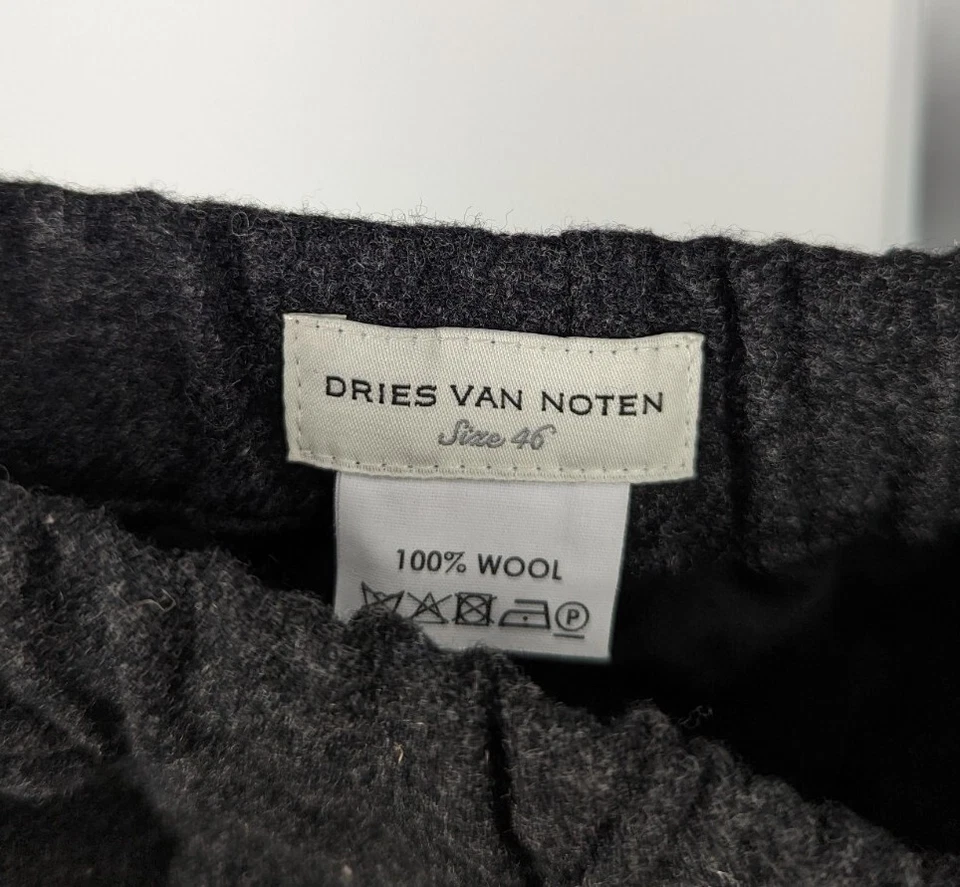 DRIES VAN NOTEN
Size 46
100% WOOL
P